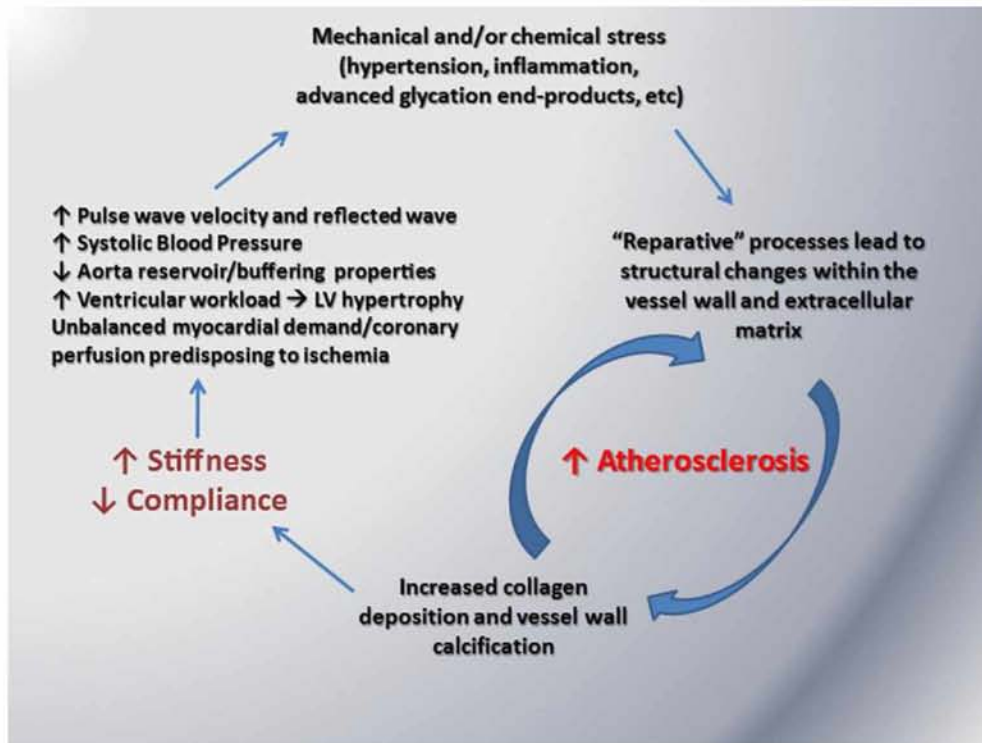 Mechanical and/or chemical stress
(hypertension, inflammation,
advanced glycation end-products, etc)
↑ Pulse wave velocity and reflected wave
↑ Systolic Blood Pressure
↓ Aorta reservoir/buffering properties
↑ Ventricular workload → LV hypertrophy
Unbalanced myocardial demand/coronary
perfusion predisposing to ischemia
“Reparative” processes lead to
structural changes within the
vessel wall and extracellular
matrix
↑ Stiffness
↓ Compliance
↑ Atherosclerosis
Increased collagen
deposition and vessel wall
calcification